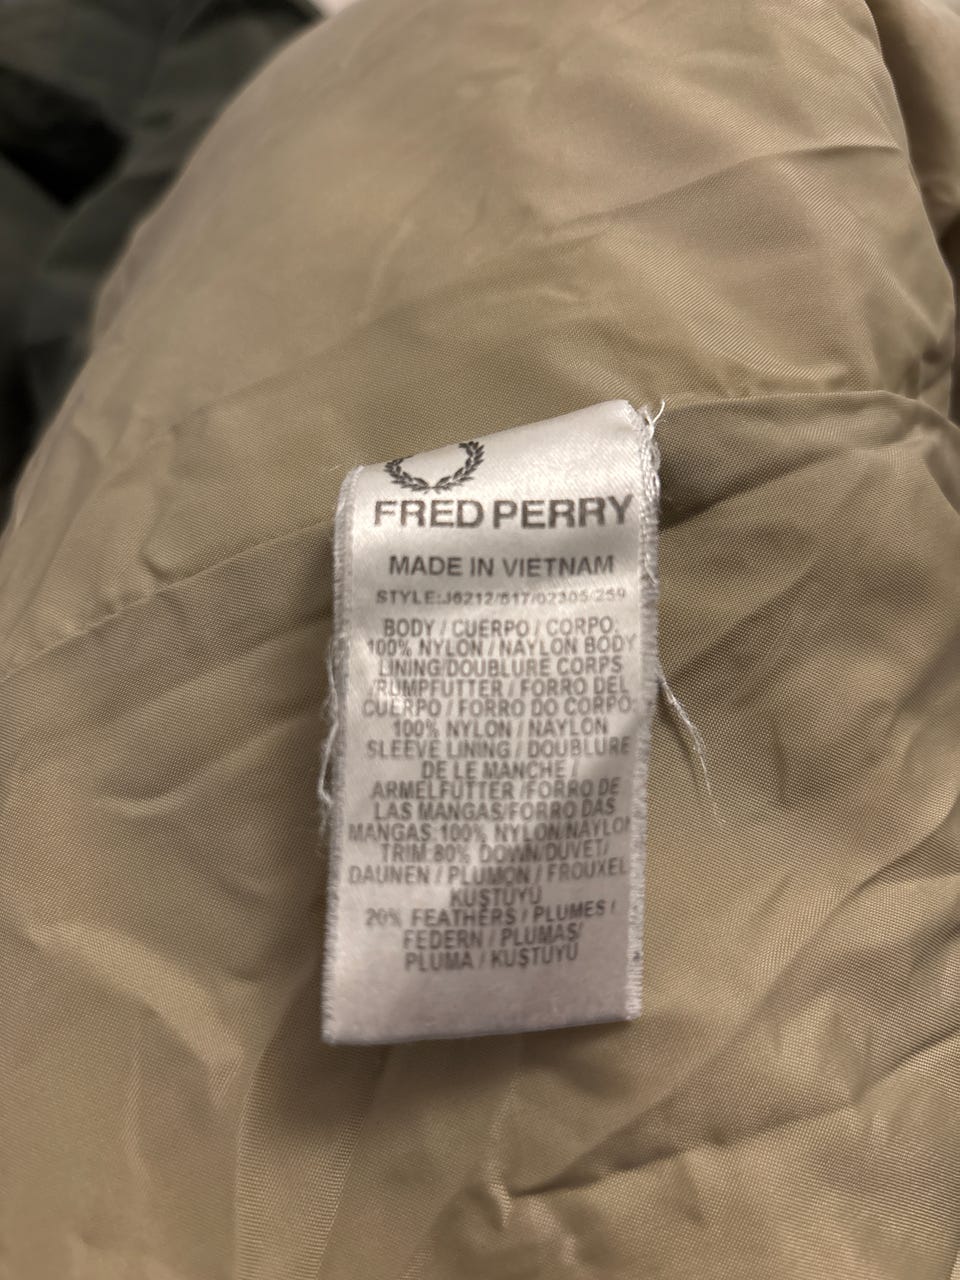 FRED PERRY
MADE IN VIETNAM
STYLE:J6212/617/02305/259
BODY / CUERPO / CORPO:
100% NYLON / NAYLON BODY
LINING/DOUBLURE CORPS
/RUMPFUTTER / FORRO DEL
CUERPO / FORRO DO CORPO:
100% NYLON / NAYLON
SLEEVE LINING / DOUBLURE
DE LE MANCHE /
ARMELFUTTER /FORRO DE
LAS MANGAS/FORRO DAS
MANGAS:100% NYLON/NAYLON
TRIM:80% DOWN/DUVET/
DAUNEN / PLUMON / FROUXEL
KUŞTÜYÜ
20% FEATHERS / PLUMES /
FEDERN / PLUMAS/
PLUMA / KUŞTÜYÜ